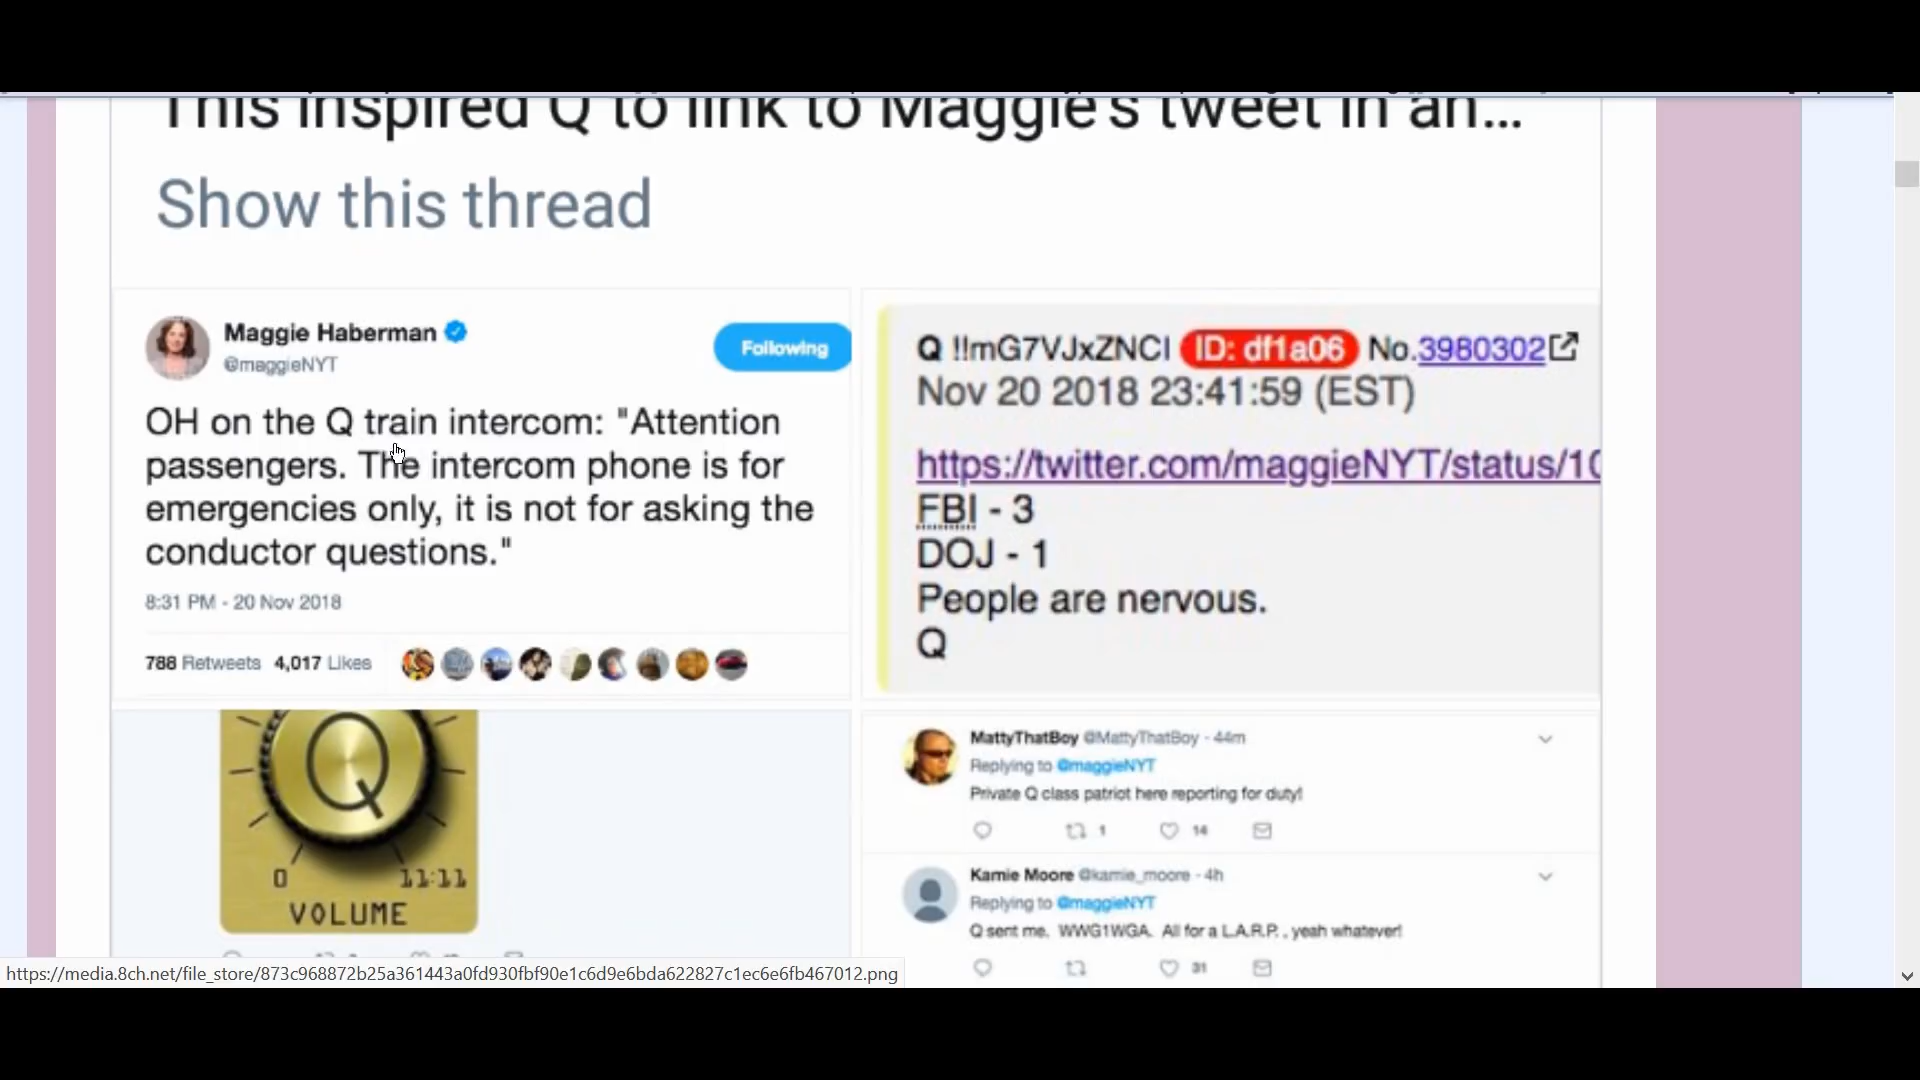 This inspired Q to link to Maggie's tweet in an...
Show this thread
Maggie Haberman
@maggieNYT
Following
OH on the Q train intercom: "Attention
passengers. The intercom phone is for
emergencies only, it is not for asking the
conductor questions."
8:31 PM - 20 Nov 2018
788 Retweets 4,017 Likes
Q !!mG7VJxZNCI ID: df1a06 No.3980302
Nov 20 2018 23:41:59 (EST)
https://twitter.com/maggieNYT/status/10
FBI - 3
DOJ - 1
People are nervous.
Q
Q
0 11:11
VOLUME
MattyThatBoy @MattyThatBoy - 44m
Replying to @maggieNYT
Private Q class patriot here reporting for duty!
1 14
Kamie Moore @kamie_moore - 4h
Replying to @maggieNYT
Q sent me. WWG1WGA. All for a L.A.R.P. , yeah whatever!
31
https://media.8ch.net/file_store/873c968872b25a361443a0fd930fbf90e1c6d9e6bda622827c1ec6e6fb467012.png